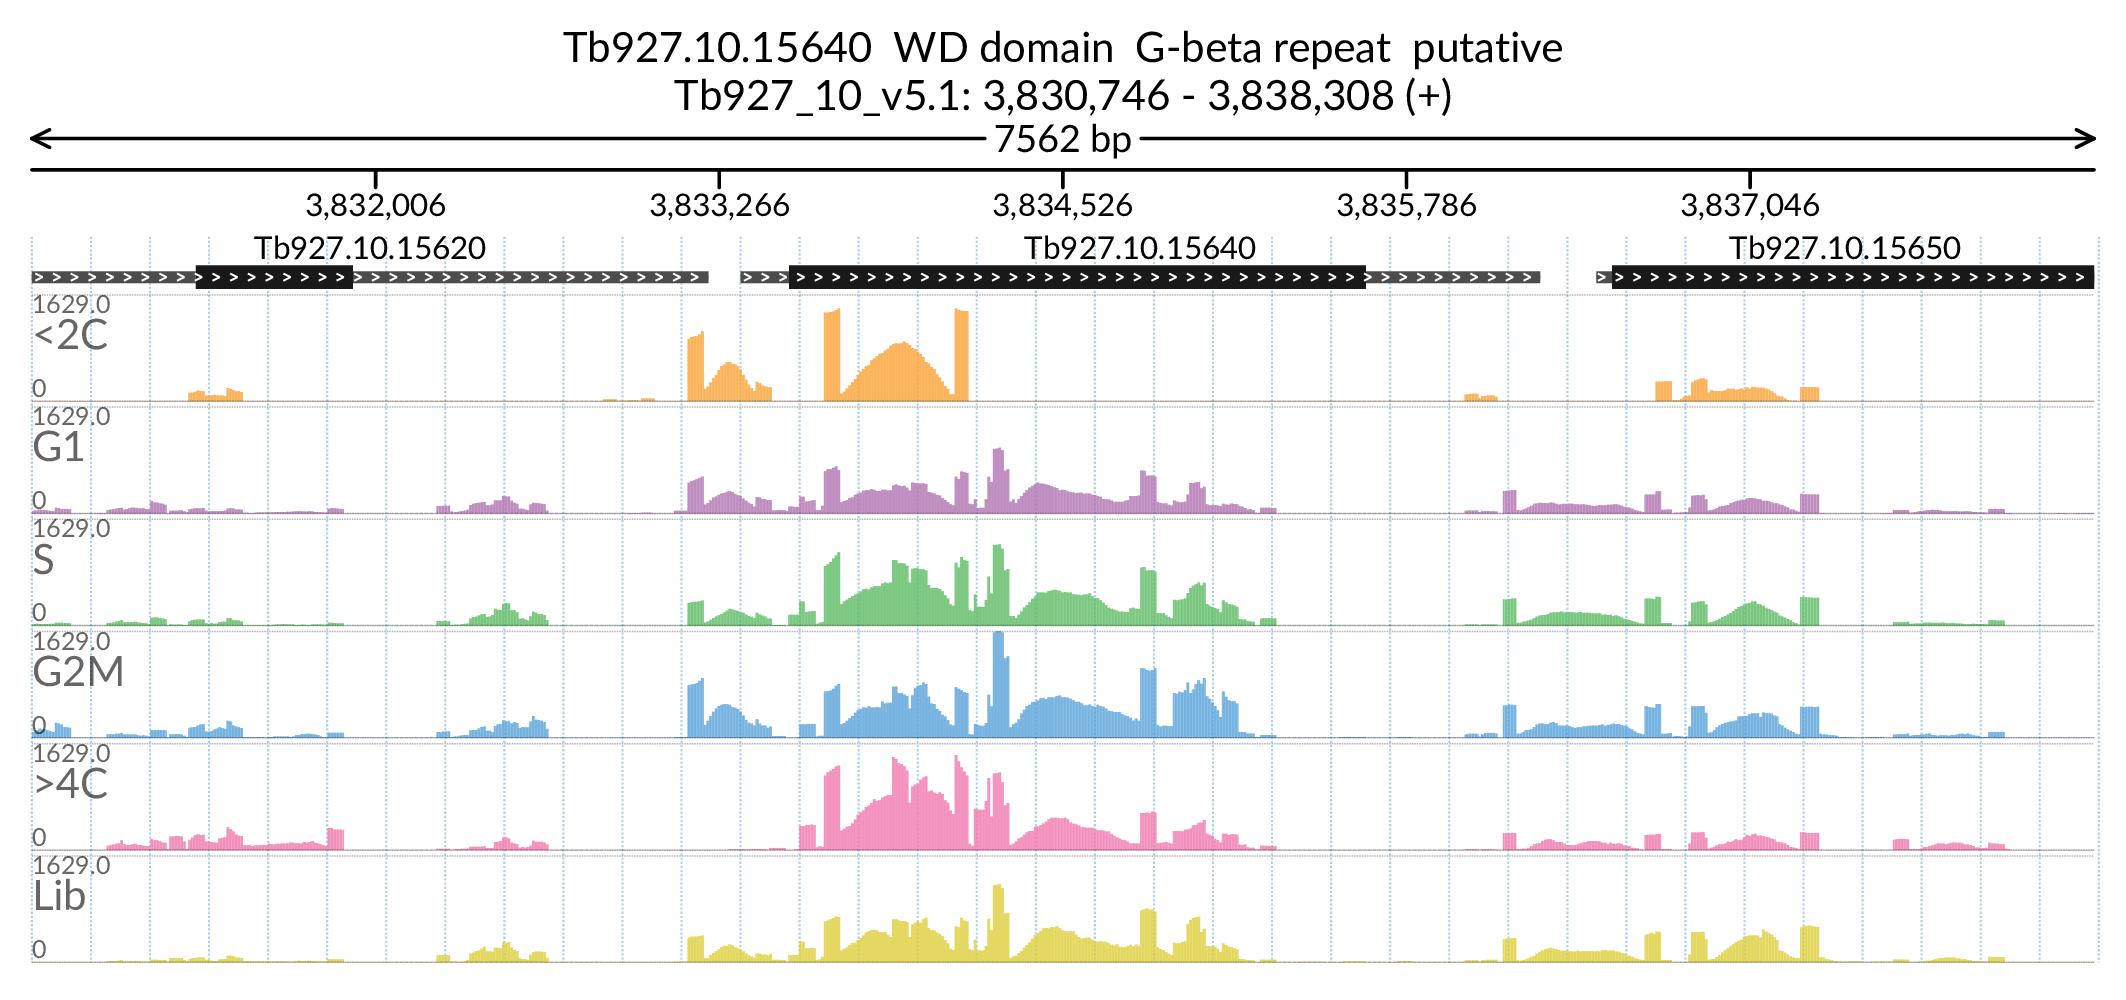 Tb927.10.15640 WD domain G-beta repeat putative
Tb927_10_v5.1: 3,830,746 - 3,838,308 (+)
7562 bp
3,832,006 3,833,266 3,834,526 3,835,786 3,837,046
Tb927.10.15620 Tb927.10.15640 Tb927.10.15650
1629.0
<2C
0
1629.0
G1
0
1629.0
S
0
1629.0
G2M
0
1629.0
>4C
0
1629.0
Lib
0